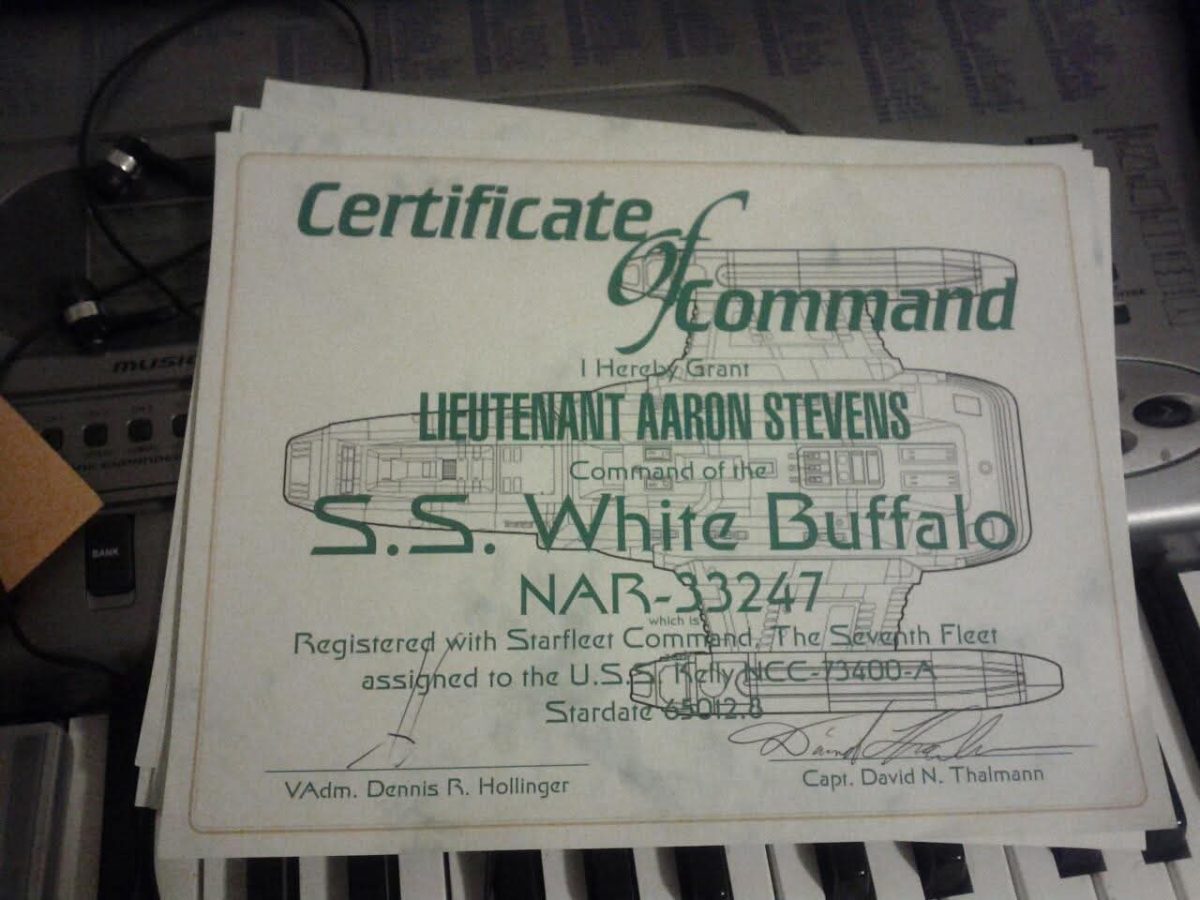 Certificate
of
Command
I Hereby Grant
LIEUTENANT AARON STEVENS
Command of the
S.S. White Buffalo
NAR-33247
which is
Registered with Starfleet Command, The Seventh Fleet
assigned to the U.S.S. Kelly NCC-73400-A
Stardate 65012.8
VAdm. Dennis R. Hollinger
Capt. David N. Thalmann
MUSIC
BANK